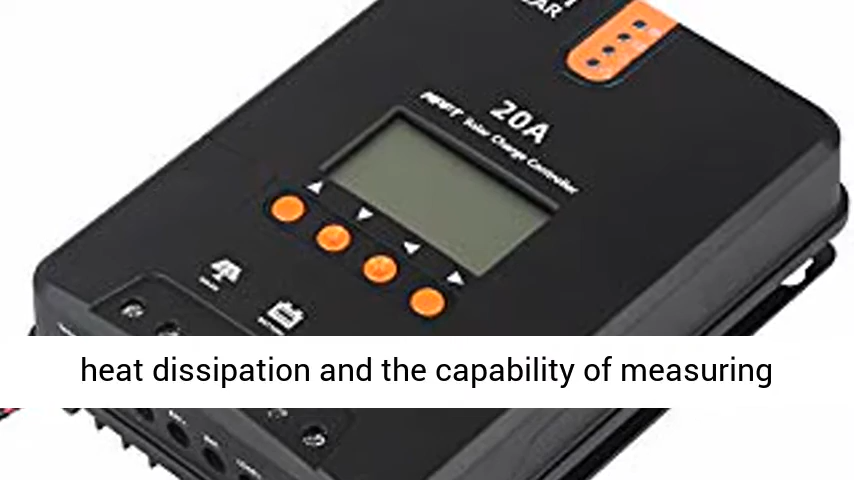 20A
MPPT Solar Charge Controller
heat dissipation and the capability of measuring